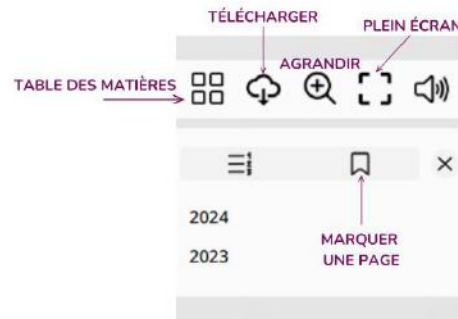 TÉLÉCHARGER
PLEIN ÉCRAN
AGRANDIR
TABLE DES MATIÈRES
2024
2023
MARQUER
UNE PAGE